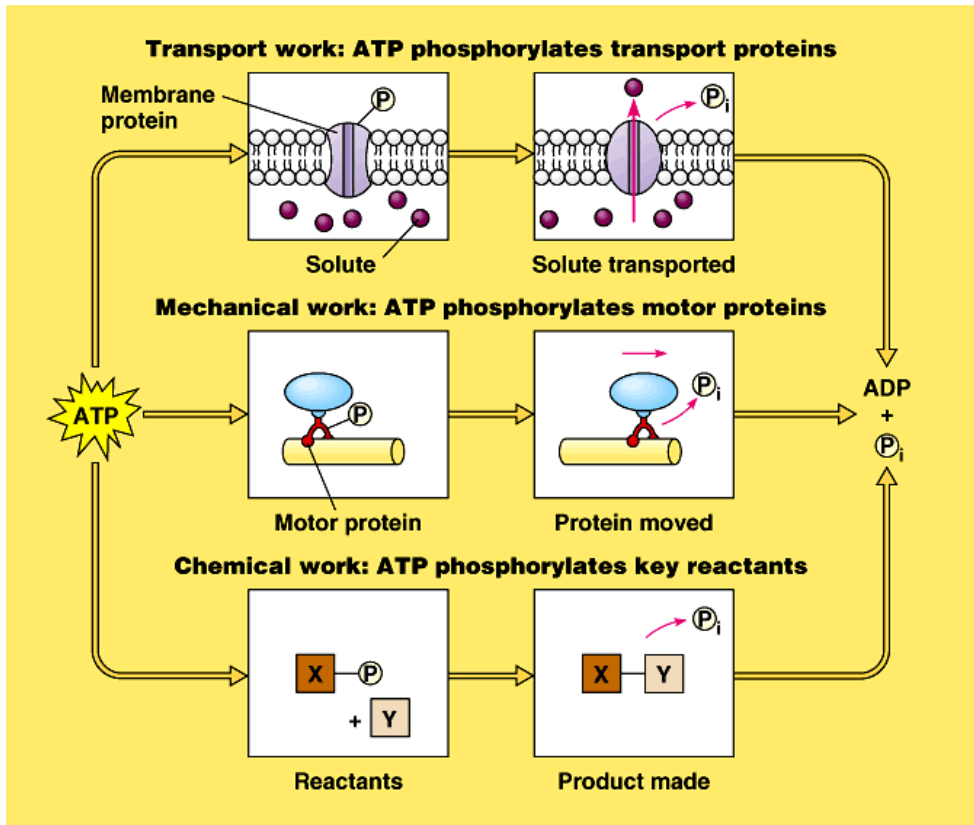 Transport work: ATP phosphorylates transport proteins
Membrane
protein
P
Pi
Solute
Solute transported
Mechanical work: ATP phosphorylates motor proteins
ATP
P
Pi
Motor protein
Protein moved
ADP
+
Pi
Chemical work: ATP phosphorylates key reactants
X
P
+
Y
X
Y
Pi
Reactants
Product made